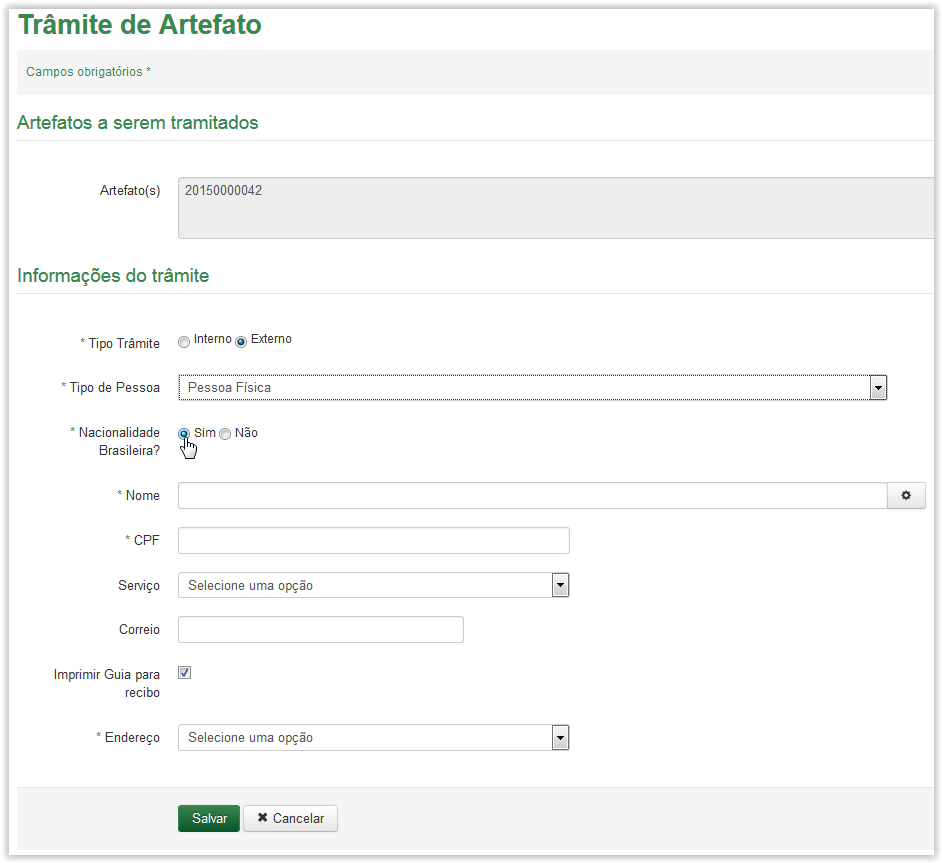 Trâmite de Artefato
Campos obrigatórios *
Artefatos a serem tramitados
Artefato(s)
20150000042
Informações do trâmite
* Tipo Trâmite
Interno
Externo
* Tipo de Pessoa
Pessoa Física
* Nacionalidade
Brasileira?
Sim
Não
* Nome
* CPF
Serviço
Selecione uma opção
Correio
Imprimir Guia para
recibo
* Endereço
Selecione uma opção
Salvar
Cancelar